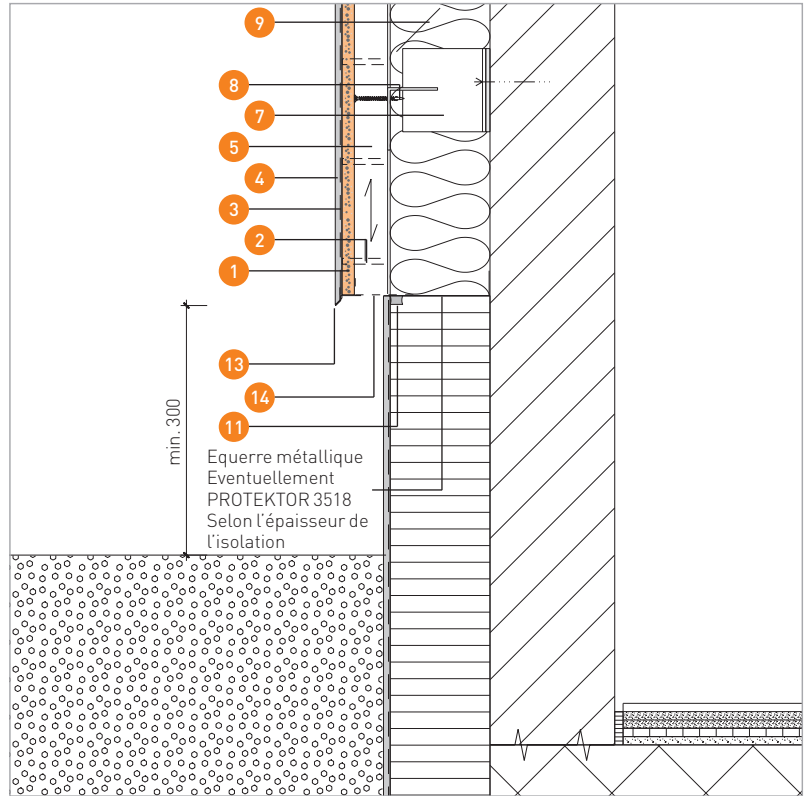 9
8
7
5
4
3
2
1
13
14
11
min. 300
Equerre métallique
Eventuellement
PROTEKTOR 3518
Selon l'épaisseur de
l'isolation